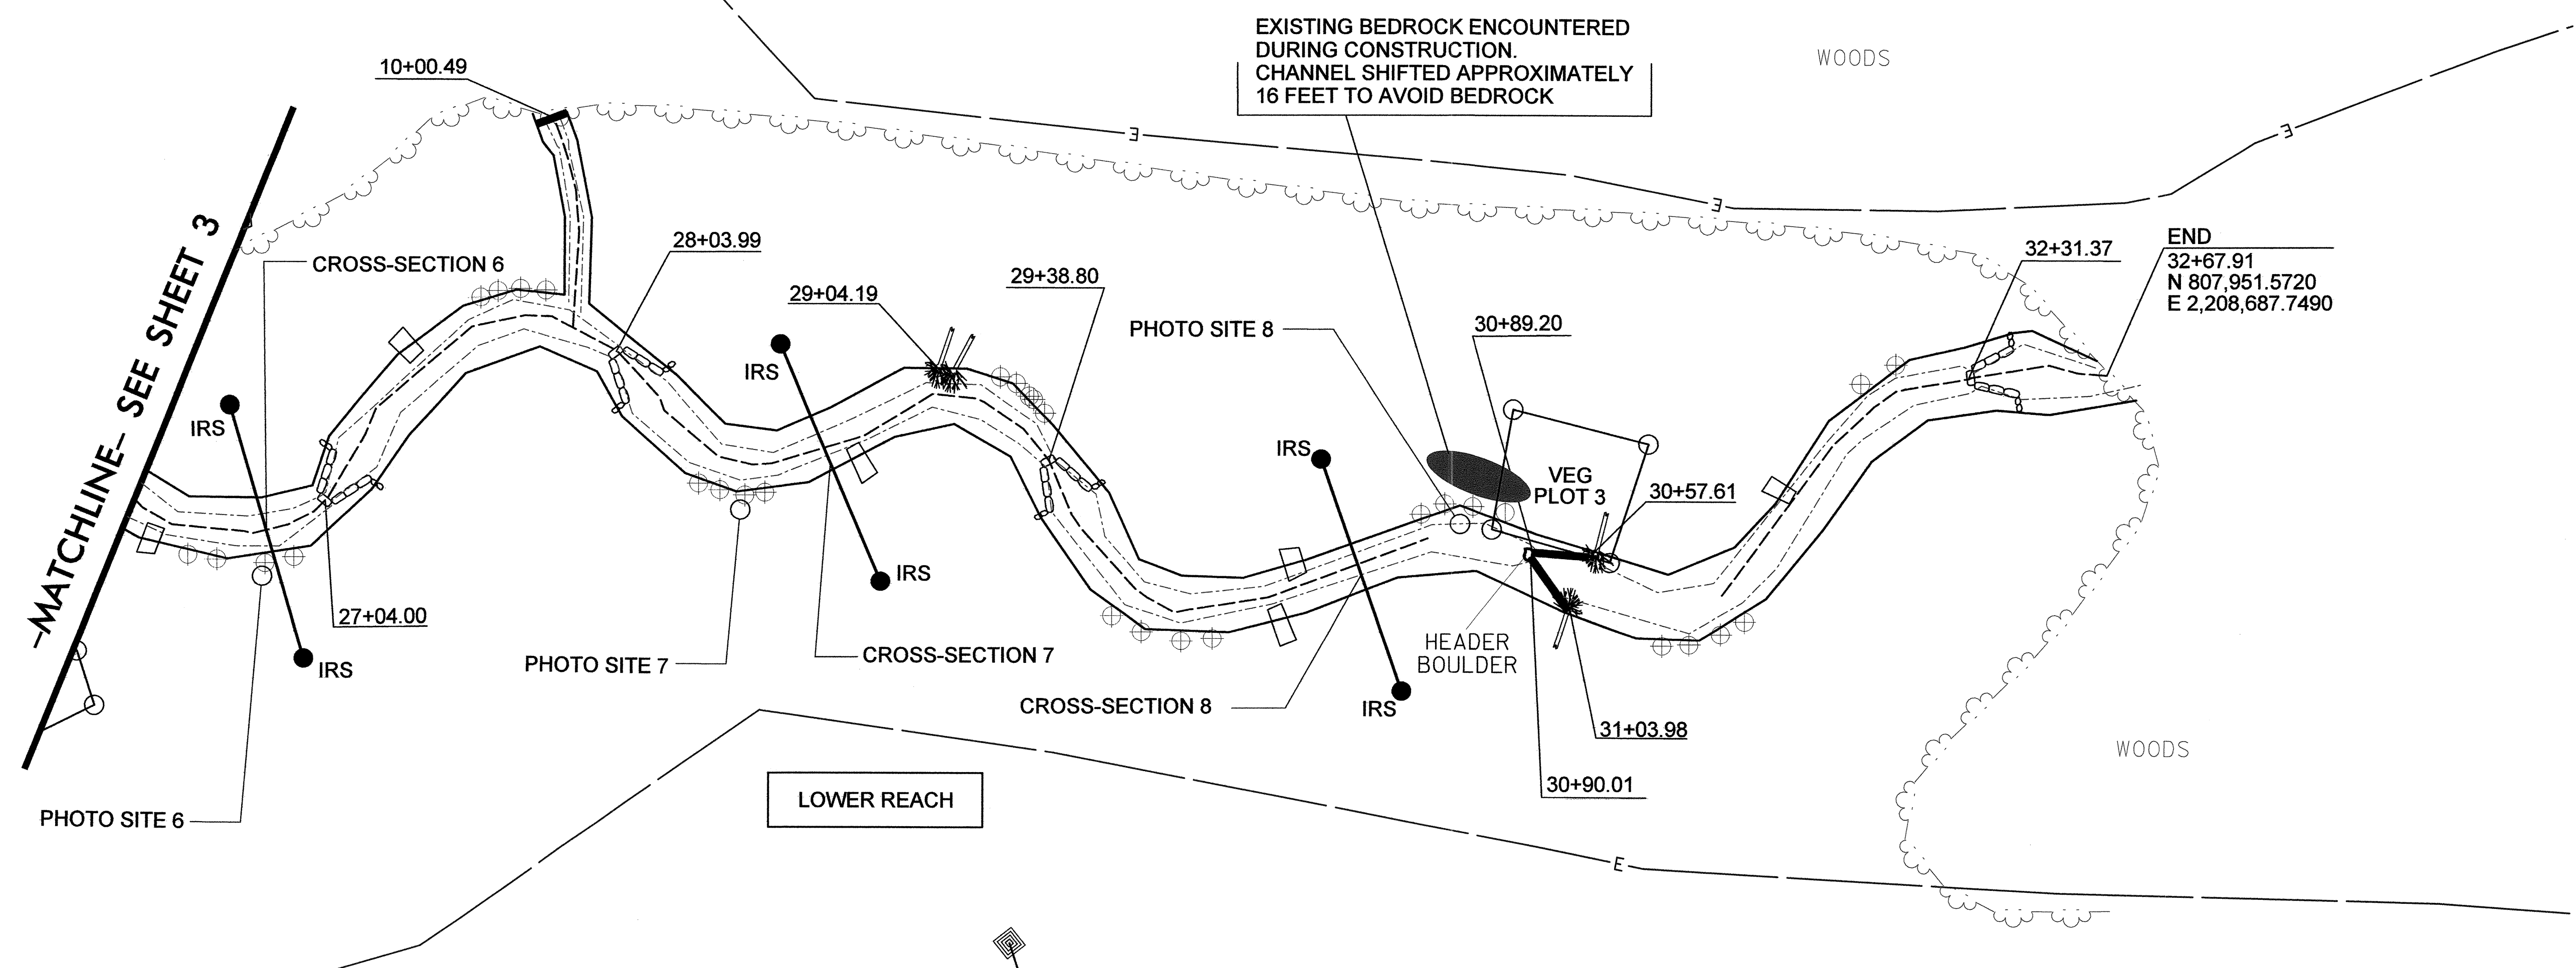 EXISTING BEDROCK ENCOUNTERED
DURING CONSTRUCTION.
CHANNEL SHIFTED APPROXIMATELY
16 FEET TO AVOID BEDROCK
WOODS
10+00.49
E
E
E
-MATCHLINE- SEE SHEET 3
CROSS-SECTION 6
28+03.99
29+04.19
29+38.80
PHOTO SITE 8
30+89.20
32+31.37
END
32+67.91
N 807,951.5720
E 2,208,687.7490
IRS
IRS
IRS
VEG
PLOT 3
30+57.61
IRS
27+04.00
IRS
PHOTO SITE 7
CROSS-SECTION 7
HEADER
BOULDER
CROSS-SECTION 8
IRS
31+03.98
WOODS
30+90.01
LOWER REACH
PHOTO SITE 6
E